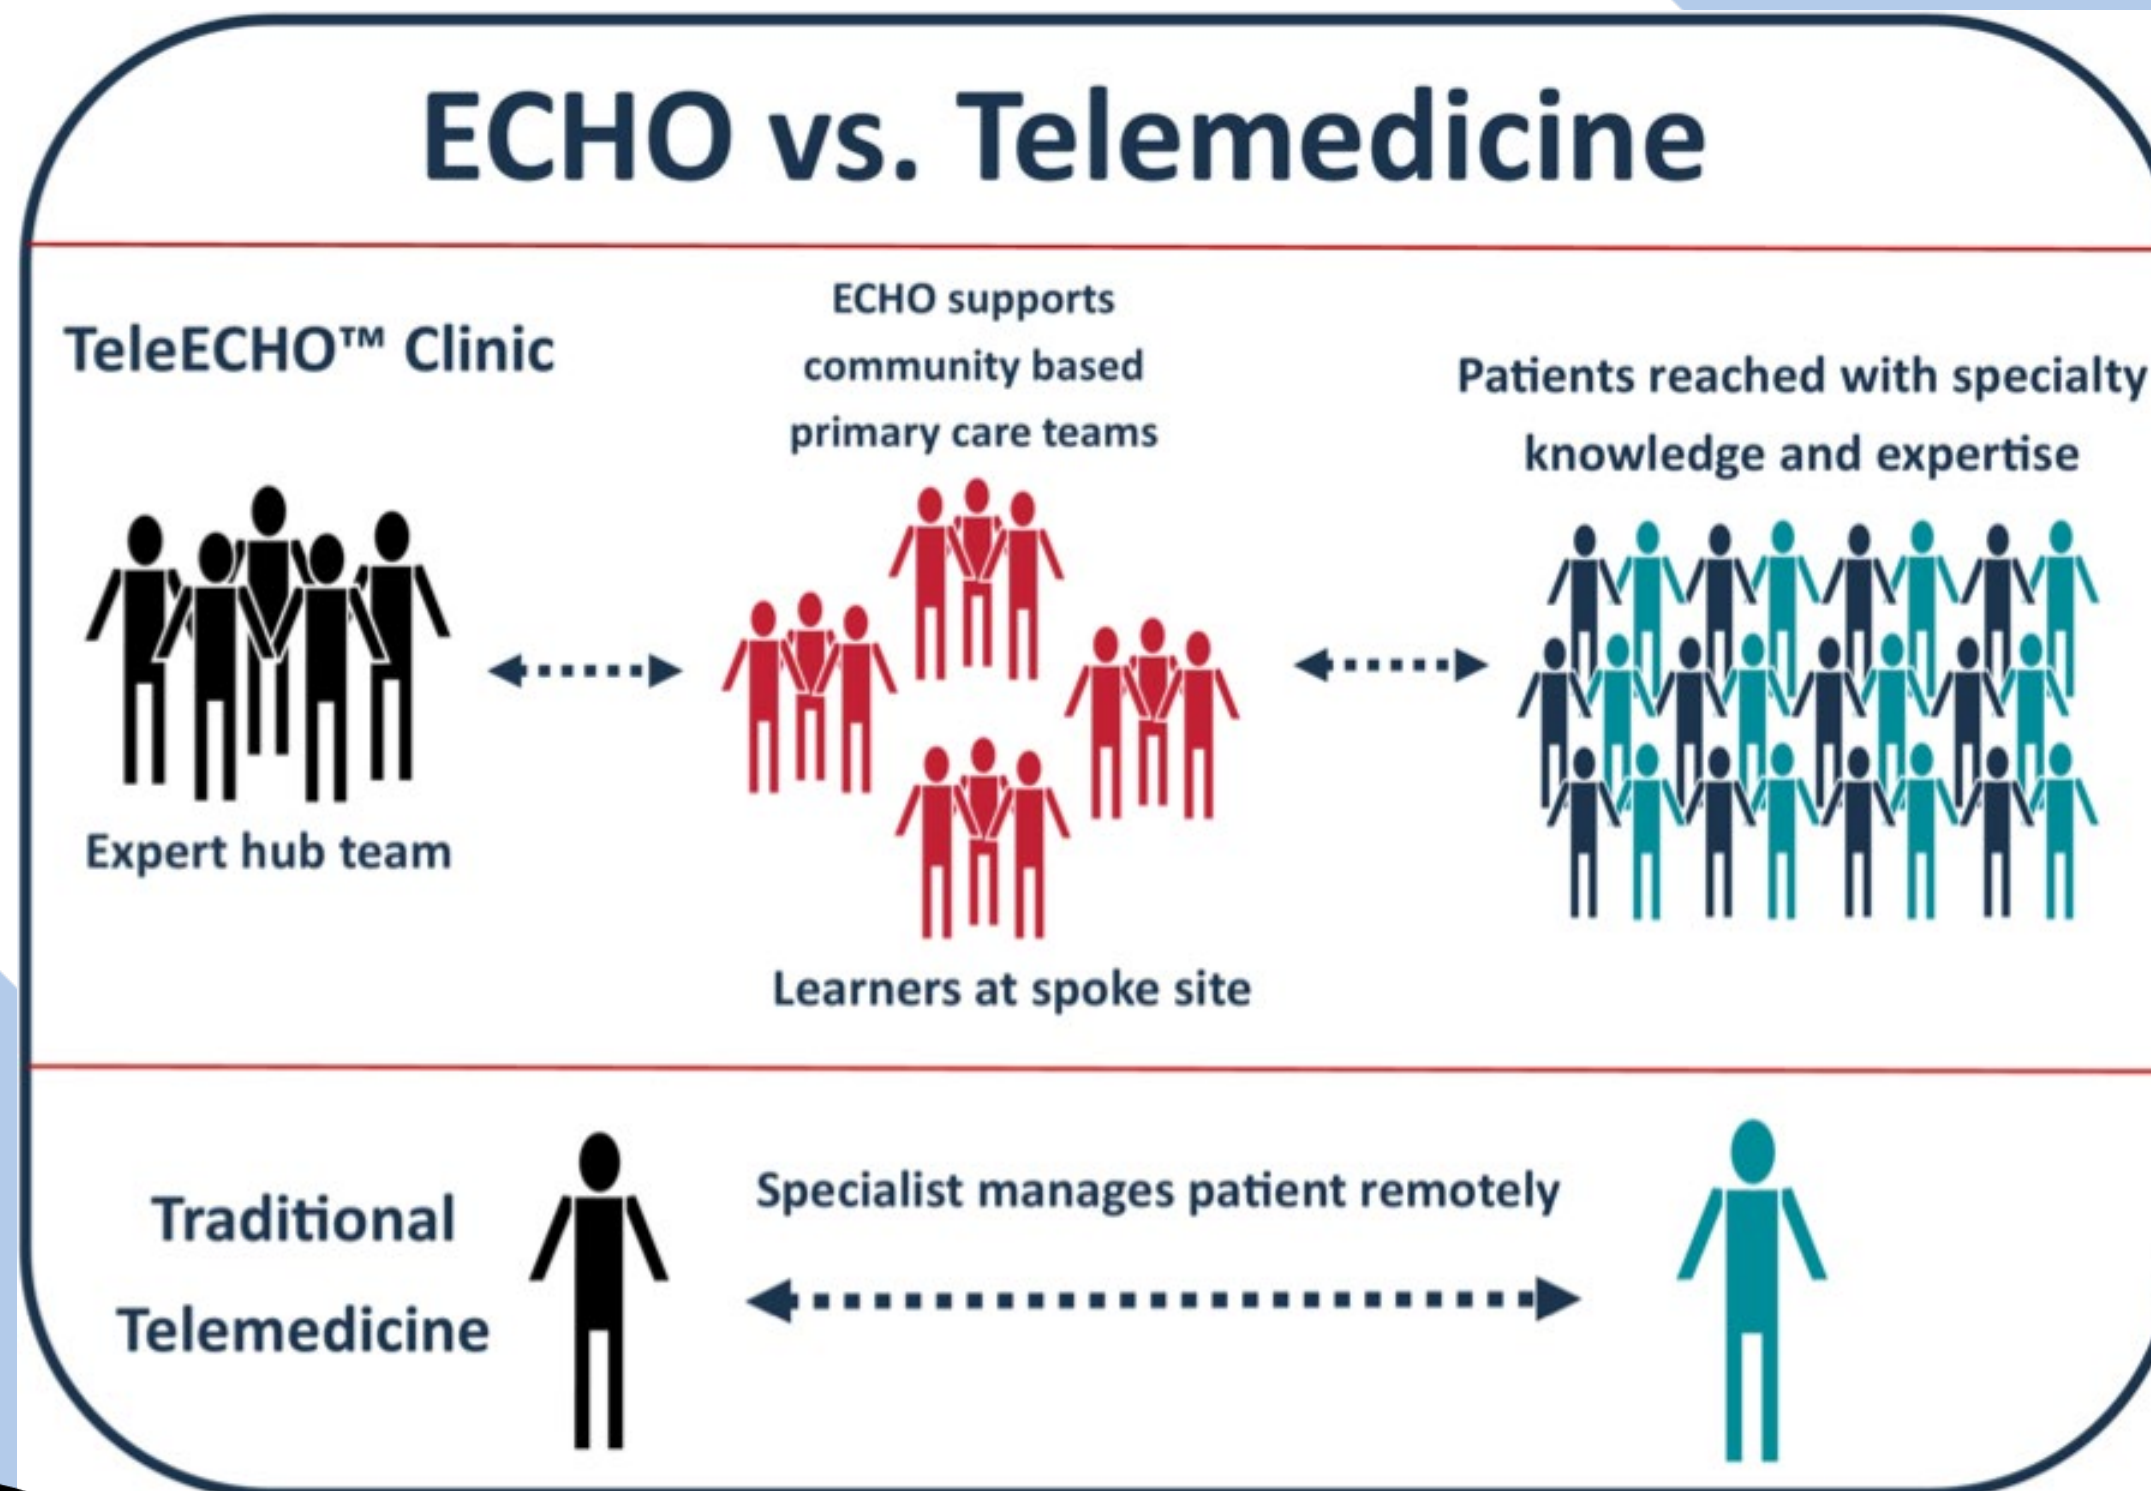 ECHO vs. Telemedicine
TeleECHO™ Clinic
Expert hub team
ECHO supports
community based
primary care teams
Learners at spoke site
Patients reached with specialty
knowledge and expertise
Traditional
Telemedicine
Specialist manages patient remotely